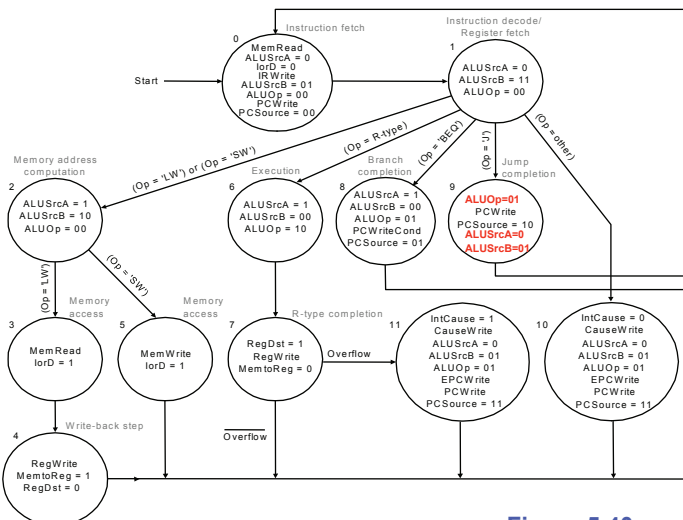 Instruction fetch
0
MemRead
ALUSrcA = 0
IorD = 0
IRWrite
ALUSrcB = 01
ALUOp = 00
PCWrite
PCSource = 00
Start
Instruction decode/
Register fetch
1
ALUSrcA = 0
ALUSrcB = 11
ALUOp = 00
(Op = 'LW') or (Op = 'SW')
(Op = R-type)
(Op = 'BEQ')
(Op = 'J')
(Op = other)
Memory address
computation
2
ALUSrcA = 1
ALUSrcB = 10
ALUOp = 00
Execution
6
ALUSrcA = 1
ALUSrcB = 00
ALUOp = 10
Branch
completion
8
ALUSrcA = 1
ALUSrcB = 00
ALUOp = 01
PCWriteCond
PCSource = 01
Jump
completion
9
ALUOp=01
PCWrite
PCSource = 10
ALUSrcA=0
ALUSrcB=01
(Op = 'LW')
(Op = 'SW')
Memory
access
3
MemRead
IorD = 1
Memory
access
5
MemWrite
IorD = 1
R-type completion
7
RegDst = 1
RegWrite
MemtoReg = 0
Overflow
Overflow
11
IntCause = 1
CauseWrite
ALUSrcA = 0
ALUSrcB = 01
ALUOp = 01
EPCWrite
PCWrite
PCSource = 11
10
IntCause = 0
CauseWrite
ALUSrcA = 0
ALUSrcB = 01
ALUOp = 01
EPCWrite
PCWrite
PCSource = 11
Write-back step
4
RegWrite
MemtoReg = 1
RegDst = 0